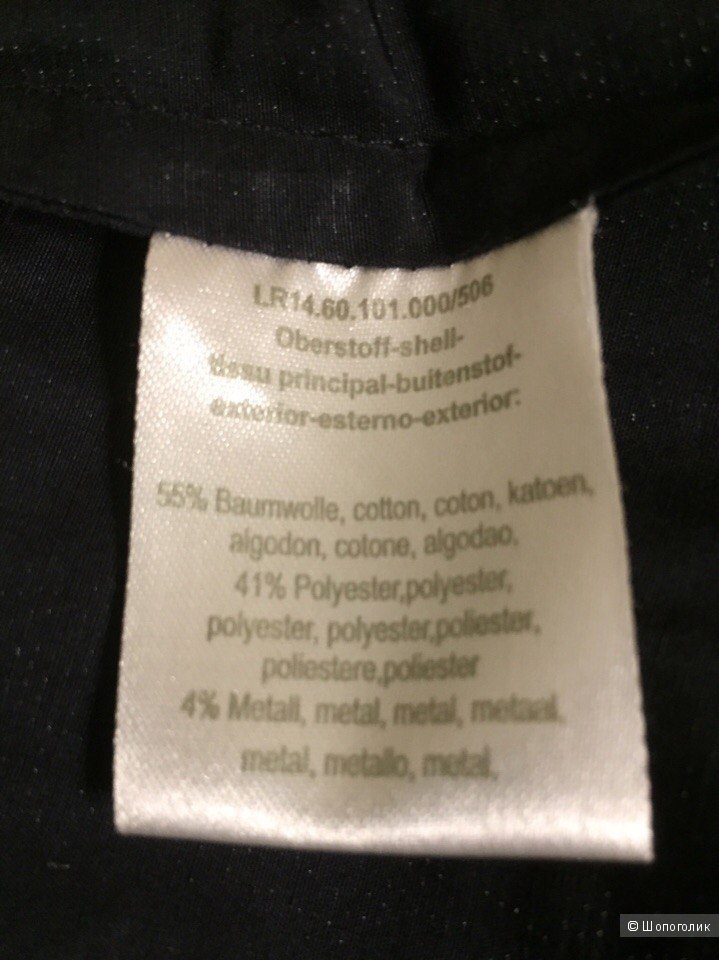 LR14.60.101.000/506
Oberstoff-shell-
tissu principal-buitenstof-
exterior-esterno-exterior:
55% Baumwolle, cotton, coton, katoen,
algodon, cotone, algodao,
41% Polyester,polyester,
polyester, polyester,poliester,
poliestere,poliester
4% Metall, metal, metal, metaal,
metal, metallo, metal,
© Шопоголик